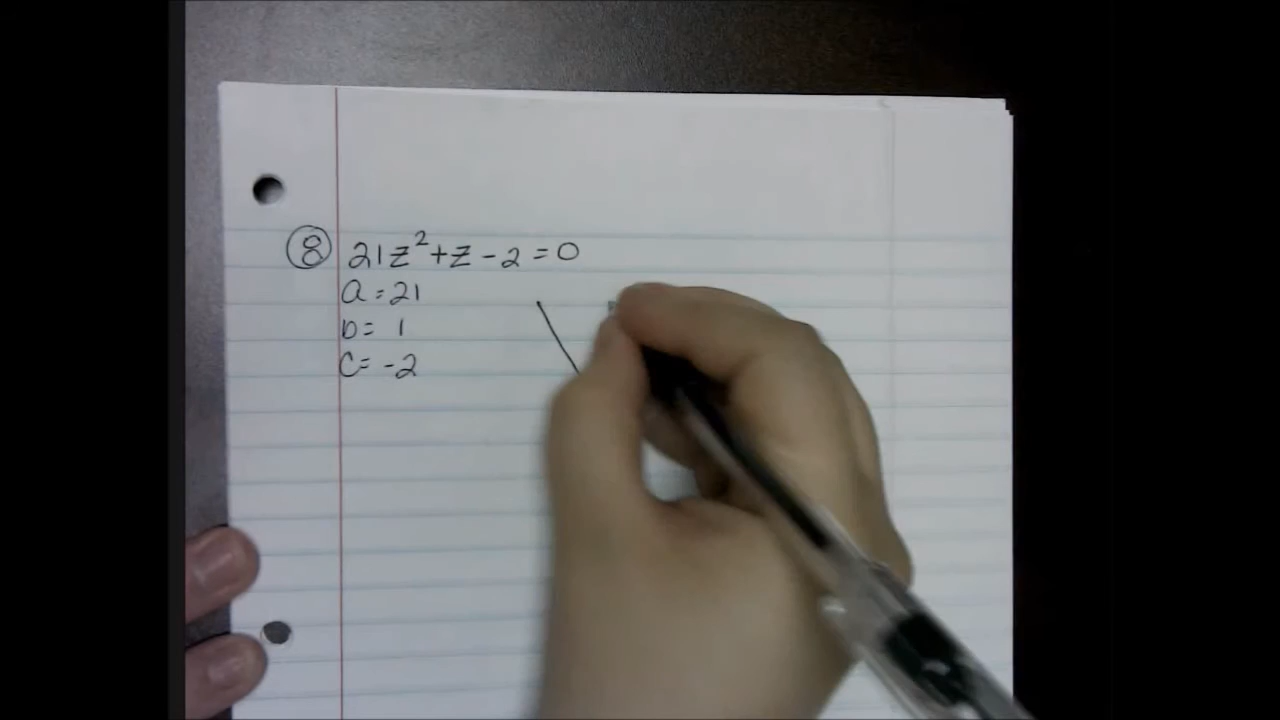 ⑧ 21z²+z-2=0
a=21
b= 1
c= -2